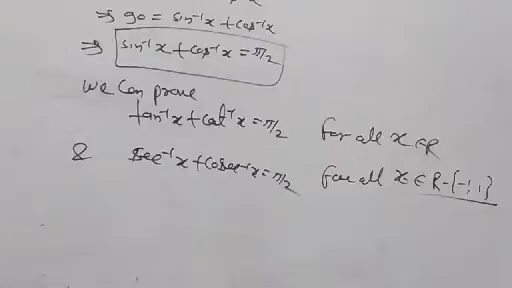 ⇒ 90 = sin⁻¹x + cos⁻¹x
⇒ sin⁻¹x + cos⁻¹x = π/2
We can prove
tan⁻¹x + cot⁻¹x = π/2 for all x ∈ R
& sec⁻¹x + cosec⁻¹x = π/2 for all x ∈ R-{-1,1}